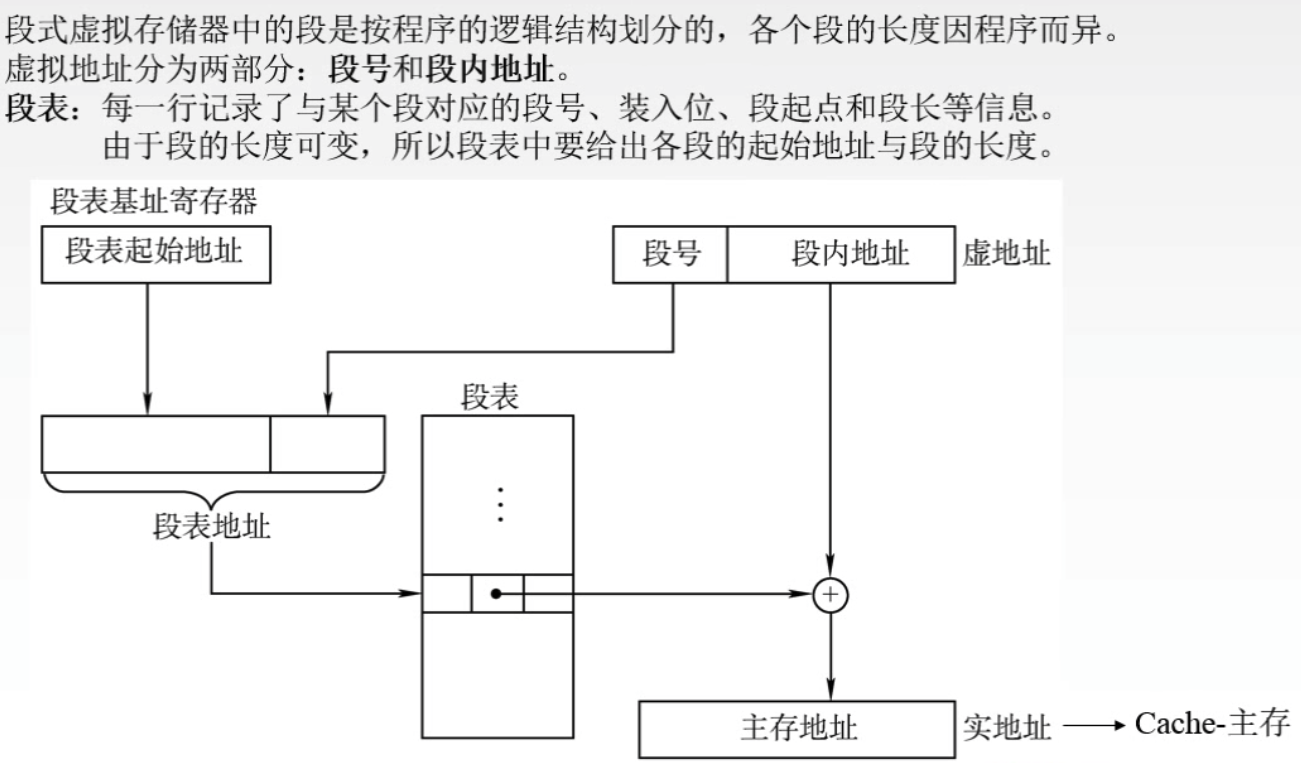 段式虚拟存储器中的段是按程序的逻辑结构划分的，各个段的长度因程序而异。
虚拟地址分为两部分：段号和段内地址。
段表：每一行记录了与某个段对应的段号、装入位、段起点和段长等信息。
由于段的长度可变，所以段表中要给出各段的起始地址与段的长度。
段表基址寄存器
段表起始地址
段号 段内地址 虚地址
段表
⋮
段表地址
+
主存地址 实地址 → Cache-主存